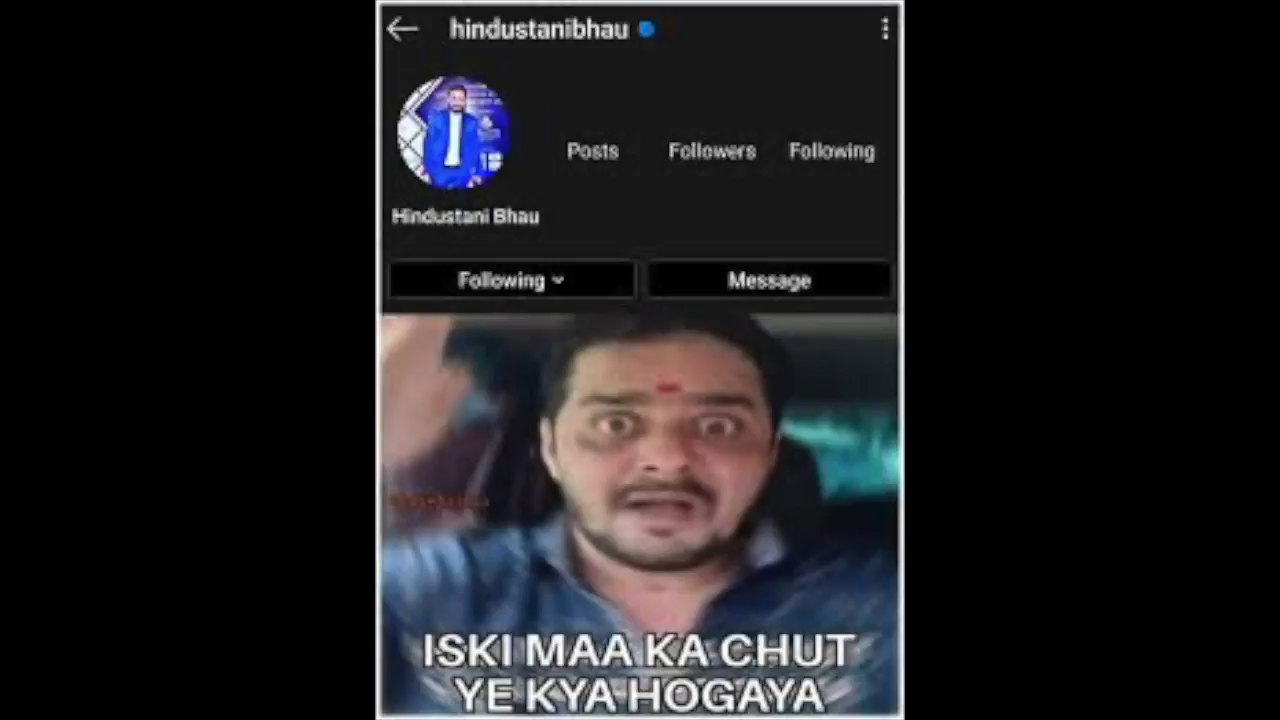 hindustanibhau
Posts Followers Following
Hindustani Bhau
Following Message
ISKI MAA KA CHUT
YE KYA HOGAYA